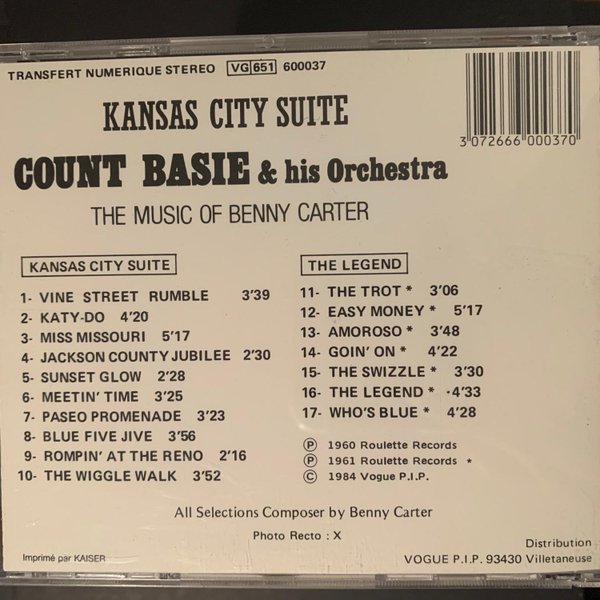 TRANSFERT NUMERIQUE STEREO VG 651 600037
3 072666 000370
KANSAS CITY SUITE
COUNT BASIE & his Orchestra
THE MUSIC OF BENNY CARTER
KANSAS CITY SUITE
1- VINE STREET RUMBLE 3'39
2- KATY-DO 4'20
3- MISS MISSOURI 5'17
4- JACKSON COUNTY JUBILEE 2'30
5- SUNSET GLOW 2'28
6- MEETIN' TIME 3'25
7- PASEO PROMENADE 3'23
8- BLUE FIVE JIVE 3'56
9- ROMPIN' AT THE RENO 2'16
10- THE WIGGLE WALK 3'52
THE LEGEND
11- THE TROT * 3'06
12- EASY MONEY * 5'17
13- AMOROSO * 3'48
14- GOIN' ON * 4'22
15- THE SWIZZLE * 3'30
16- THE LEGEND * 4'33
17- WHO'S BLUE * 4'28
Ⓟ 1960 Roulette Records
Ⓟ 1961 Roulette Records *
© 1984 Vogue P.I.P.
All Selections Composer by Benny Carter
Photo Recto : X
Imprimé par KAISER
Distribution
VOGUE P.I.P. 93430 Villetaneuse